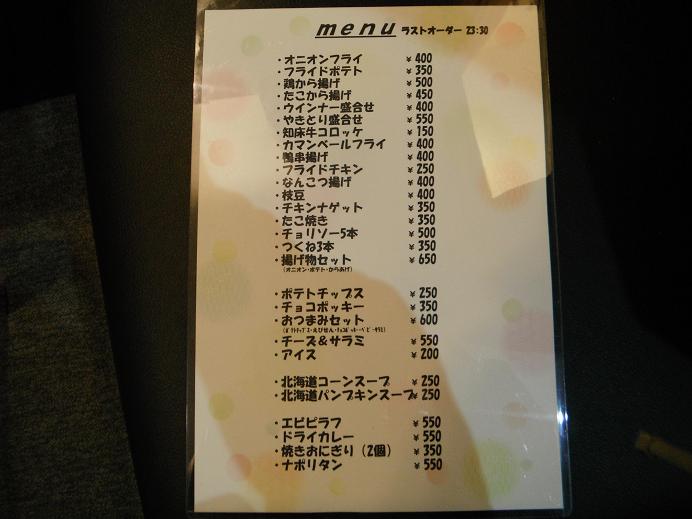 menu ラストオーダー 23:30
・オニオンフライ ¥400
・フライドポテト ¥350
・鶏から揚げ ¥500
・たこから揚げ ¥450
・ウインナー盛合せ ¥400
・やきとり盛合せ ¥550
・知床牛コロッケ ¥150
・カマンベールフライ ¥400
・鴨串揚げ ¥400
・フライドチキン ¥250
・なんこつ揚げ ¥400
・枝豆 ¥400
・チキンナゲット ¥350
・たこ焼き ¥350
・チョリソー5本 ¥500
・つくね3本 ¥350
・揚げ物セット ¥650
(オニオン・ポテト・からあげ)
・ポテトチップス ¥250
・チョコポッキー ¥350
・おつまみセット ¥600
・チーズ&サラミ ¥550
・アイス ¥200
・北海道コーンスープ ¥250
・北海道パンプキンスープ ¥250
・エビピラフ ¥550
・ドライカレー ¥550
・焼きおにぎり (2個) ¥350
・ナポリタン ¥550